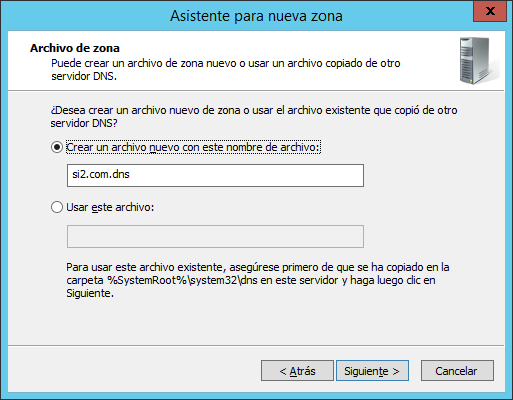 Asistente para nueva zona
x
Archivo de zona
Puede crear un archivo de zona nuevo o usar un archivo copiado de otro
servidor DNS.
¿Desea crear un archivo nuevo de zona o usar el archivo existente que copió de otro
servidor DNS?
Crear un archivo nuevo con este nombre de archivo:
si2.com.dns
Usar este archivo:
Para usar este archivo existente, asegúrese primero de que se ha copiado en la
carpeta %SystemRoot%\system32\dns en este servidor y haga luego clic en
Siguiente.
< Atrás
Siguiente >
Cancelar